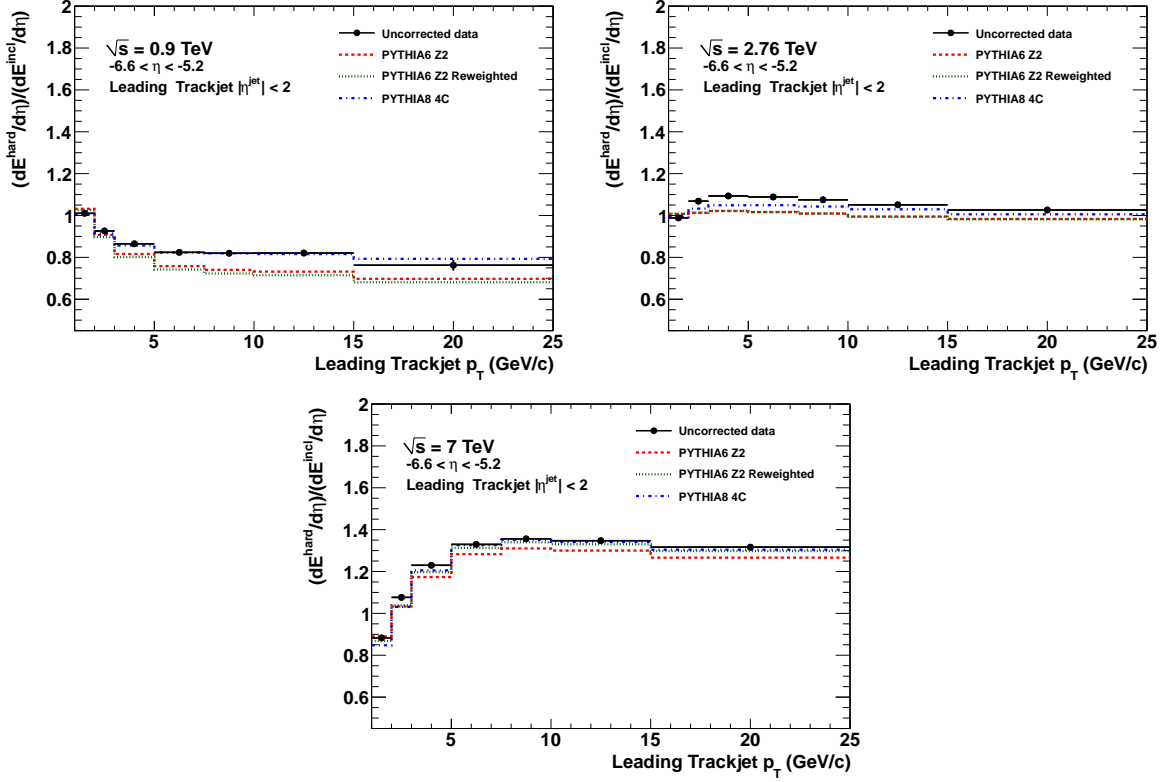 (dE^hard/dη)/(dE^incl/dη)
2
1.8
1.6
1.4
1.2
1
0.8
0.6
√s = 0.9 TeV
-6.6 < η < -5.2
Leading Trackjet |η^jet| < 2
Uncorrected data
PYTHIA6 Z2
PYTHIA6 Z2 Reweighted
PYTHIA8 4C
5 10 15 20 25
Leading Trackjet p_T (GeV/c)
(dE^hard/dη)/(dE^incl/dη)
2
1.8
1.6
1.4
1.2
1
0.8
0.6
√s = 2.76 TeV
-6.6 < η < -5.2
Leading Trackjet |η^jet| < 2
Uncorrected data
PYTHIA6 Z2
PYTHIA6 Z2 Reweighted
PYTHIA8 4C
5 10 15 20 25
Leading Trackjet p_T (GeV/c)
(dE^hard/dη)/(dE^incl/dη)
2
1.8
1.6
1.4
1.2
1
0.8
0.6
√s = 7 TeV
-6.6 < η < -5.2
Leading Trackjet |η^jet| < 2
Uncorrected data
PYTHIA6 Z2
PYTHIA6 Z2 Reweighted
PYTHIA8 4C
5 10 15 20 25
Leading Trackjet p_T (GeV/c)